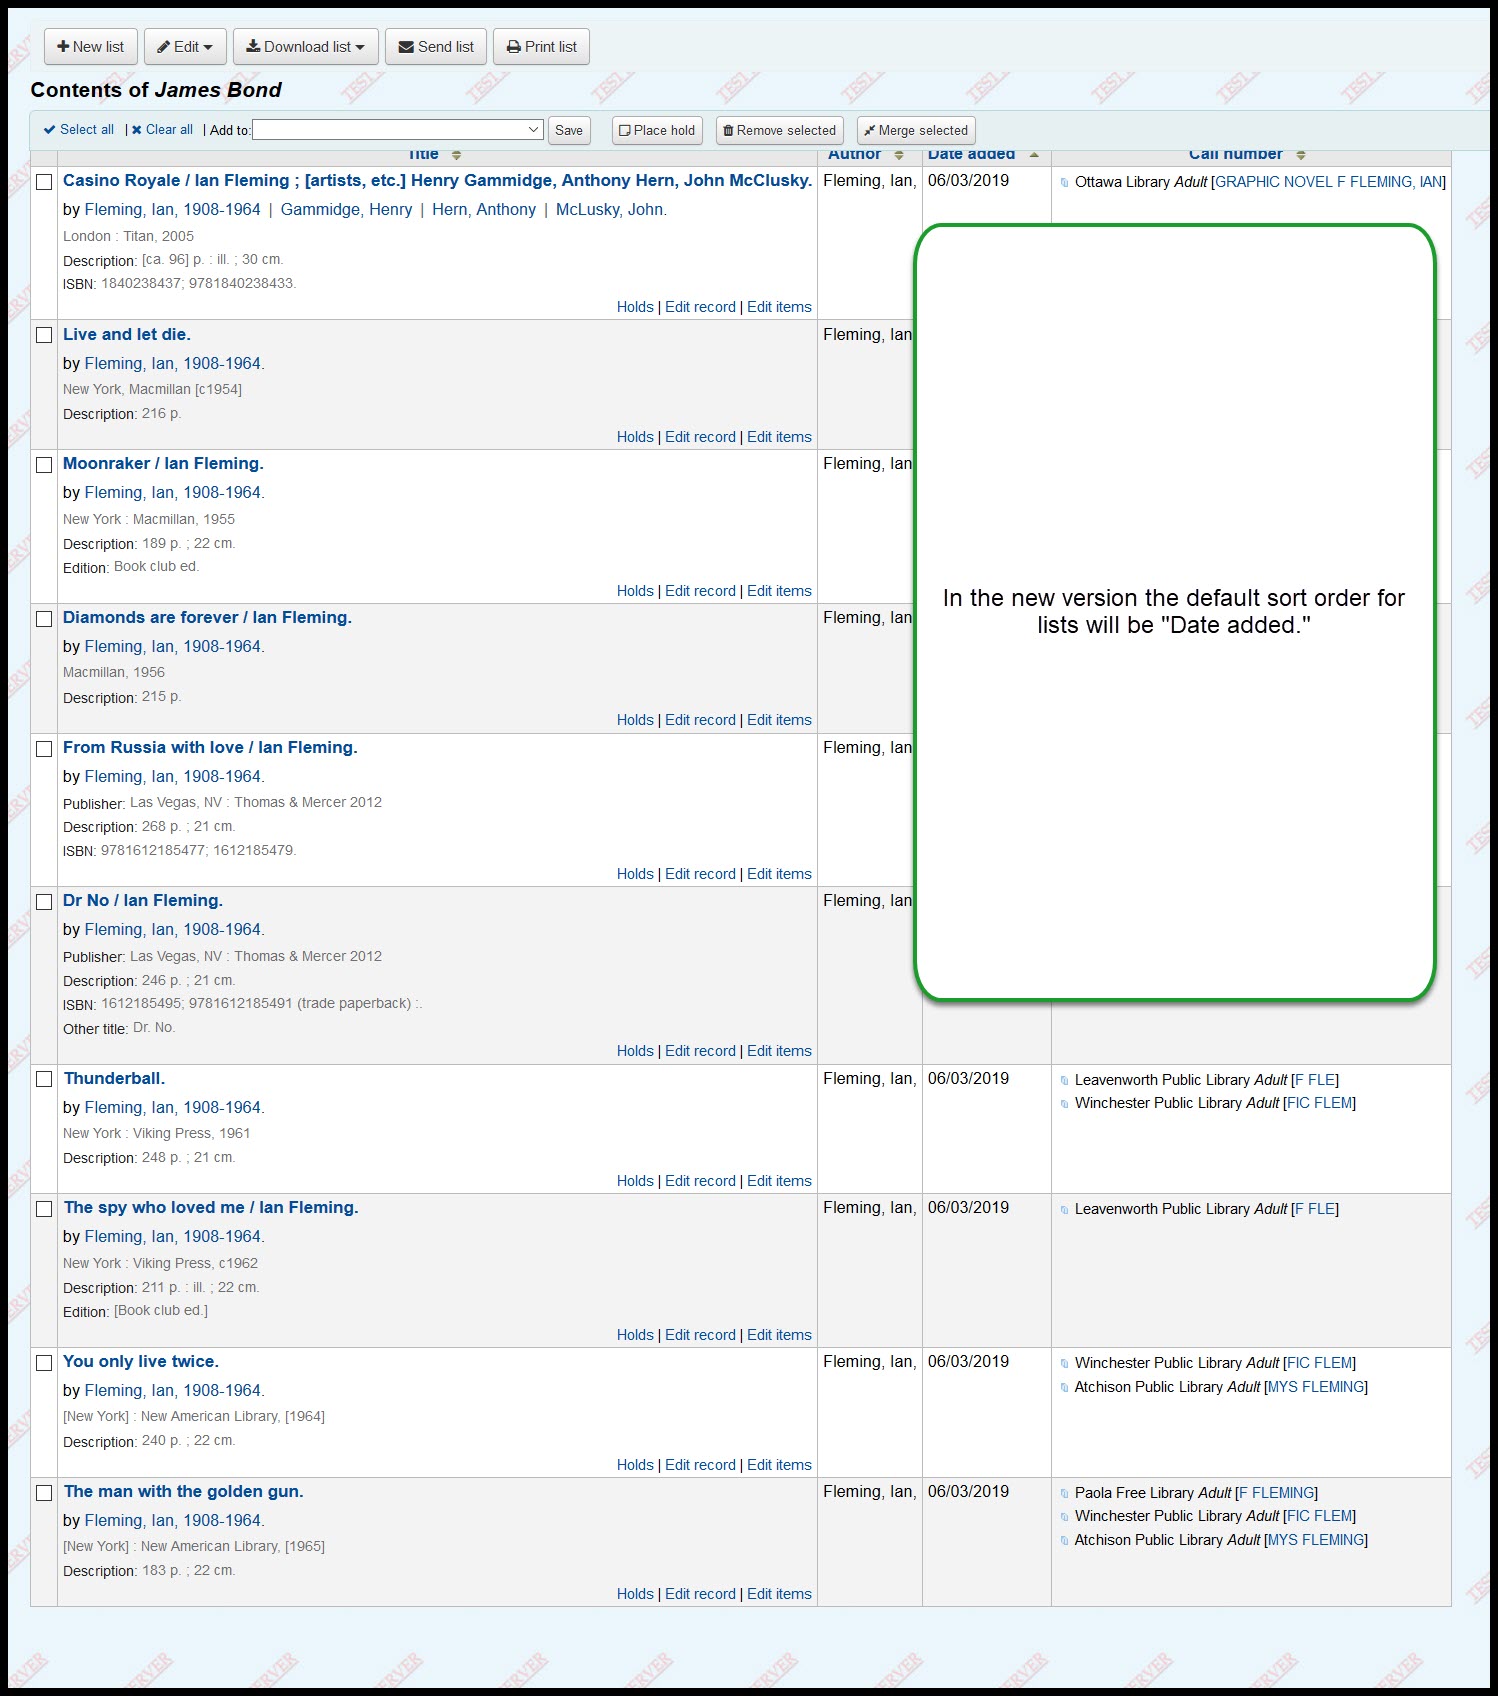 New list Edit Download list Send list Print list
Contents of James Bond
Select all | Clear all | Add to: Save Place hold Remove selected Merge selected
Title Author Date added Call number
Casino Royale / Ian Fleming ; [artists, etc.] Henry Gammidge, Anthony Hern, John McClusky. Fleming, Ian, 06/03/2019 Ottawa Library Adult [GRAPHIC NOVEL F FLEMING, IAN]
by Fleming, Ian, 1908-1964 | Gammidge, Henry | Hern, Anthony | McLusky, John.
London : Titan, 2005
Description: [ca. 96] p. : ill. ; 30 cm.
ISBN: 1840238437; 9781840238433.
Holds | Edit record | Edit items
Live and let die. Fleming, Ian
by Fleming, Ian, 1908-1964.
New York, Macmillan [c1954]
Description: 216 p.
Holds | Edit record | Edit items
Moonraker / Ian Fleming. Fleming, Ian
by Fleming, Ian, 1908-1964.
New York : Macmillan, 1955
Description: 189 p. ; 22 cm.
Edition: Book club ed.
Holds | Edit record | Edit items
In the new version the default sort order for
lists will be "Date added."
Diamonds are forever / Ian Fleming. Fleming, Ian
by Fleming, Ian, 1908-1964.
Macmillan, 1956
Description: 215 p.
Holds | Edit record | Edit items
From Russia with love / Ian Fleming. Fleming, Ian
by Fleming, Ian, 1908-1964.
Publisher: Las Vegas, NV : Thomas & Mercer 2012
Description: 268 p. ; 21 cm.
ISBN: 9781612185477; 1612185479.
Holds | Edit record | Edit items
Dr No / Ian Fleming. Fleming, Ian
by Fleming, Ian, 1908-1964.
Publisher: Las Vegas, NV : Thomas & Mercer 2012
Description: 246 p. ; 21 cm.
ISBN: 1612185495; 9781612185491 (trade paperback) :.
Other title: Dr. No.
Holds | Edit record | Edit items
Thunderball. Fleming, Ian, 06/03/2019 Leavenworth Public Library Adult [F FLE]
by Fleming, Ian, 1908-1964. Winchester Public Library Adult [FIC FLEM]
New York : Viking Press, 1961
Description: 248 p. ; 21 cm.
Holds | Edit record | Edit items
The spy who loved me / Ian Fleming. Fleming, Ian, 06/03/2019 Leavenworth Public Library Adult [F FLE]
by Fleming, Ian, 1908-1964.
New York : Viking Press, c1962
Description: 211 p. : ill. ; 22 cm.
Edition: [Book club ed.]
Holds | Edit record | Edit items
You only live twice. Fleming, Ian, 06/03/2019 Winchester Public Library Adult [FIC FLEM]
by Fleming, Ian, 1908-1964. Atchison Public Library Adult [MYS FLEMING]
[New York] : New American Library, [1964]
Description: 240 p. ; 22 cm.
Holds | Edit record | Edit items
The man with the golden gun. Fleming, Ian, 06/03/2019 Paola Free Library Adult [F FLEMING]
by Fleming, Ian, 1908-1964. Winchester Public Library Adult [FIC FLEM]
[New York] : New American Library, [1965] Atchison Public Library Adult [MYS FLEMING]
Description: 183 p. ; 22 cm.
Holds | Edit record | Edit items